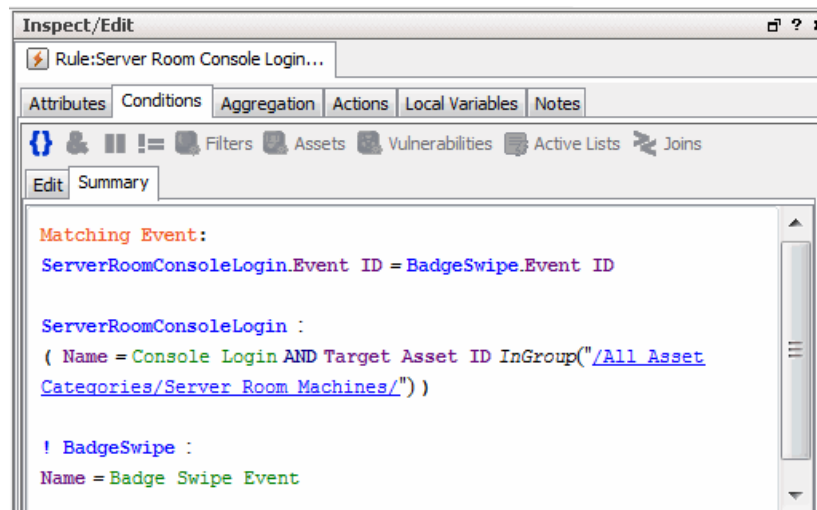 Inspect/Edit
Rule:Server Room Console Login...
Attributes Conditions Aggregation Actions Local Variables Notes
{} & != Filters Assets Vulnerabilities Active Lists Joins
Edit Summary
Matching Event:
ServerRoomConsoleLogin.Event ID = BadgeSwipe.Event ID
ServerRoomConsoleLogin :
( Name = Console Login AND Target Asset ID InGroup("/All Asset
Categories/Server Room Machines/") )
! BadgeSwipe :
Name = Badge Swipe Event